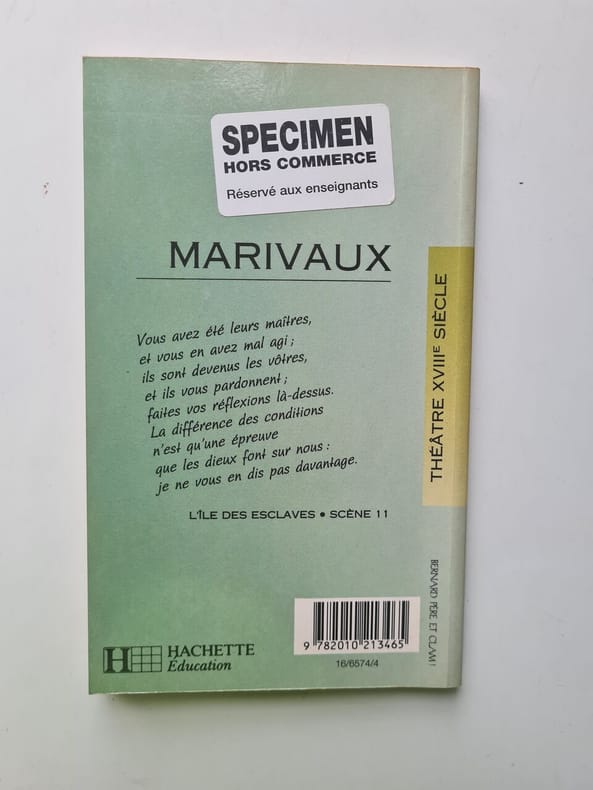 SPECIMEN
HORS COMMERCE
Réservé aux enseignants
MARIVAUX
Vous avez été leurs maîtres,
et vous en avez mal agi ;
ils sont devenus les vôtres,
et ils vous pardonnent ;
faites vos réflexions là-dessus.
La différence des conditions
n'est qu'une épreuve
que les dieux font sur nous :
je ne vous en dis pas davantage.
L'ÎLE DES ESCLAVES • SCÈNE 11
THÉÂTRE XVIIIE SIÈCLE
BERNARD PÈRE ET CLAM !
HACHETTE
Éducation
9 782010 213465
16/6574/4